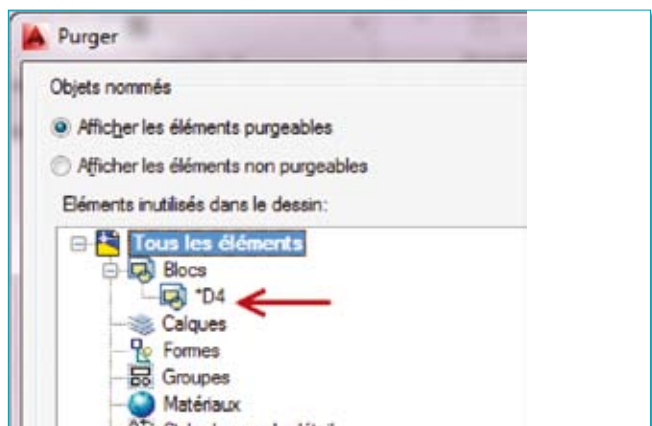 Purger
Objets nommés
Afficher les éléments purgeables
Afficher les éléments non purgeables
Eléments inutilisés dans le dessin:
Tous les éléments
Blocs
*D4
Calques
Formes
Groupes
Matériaux